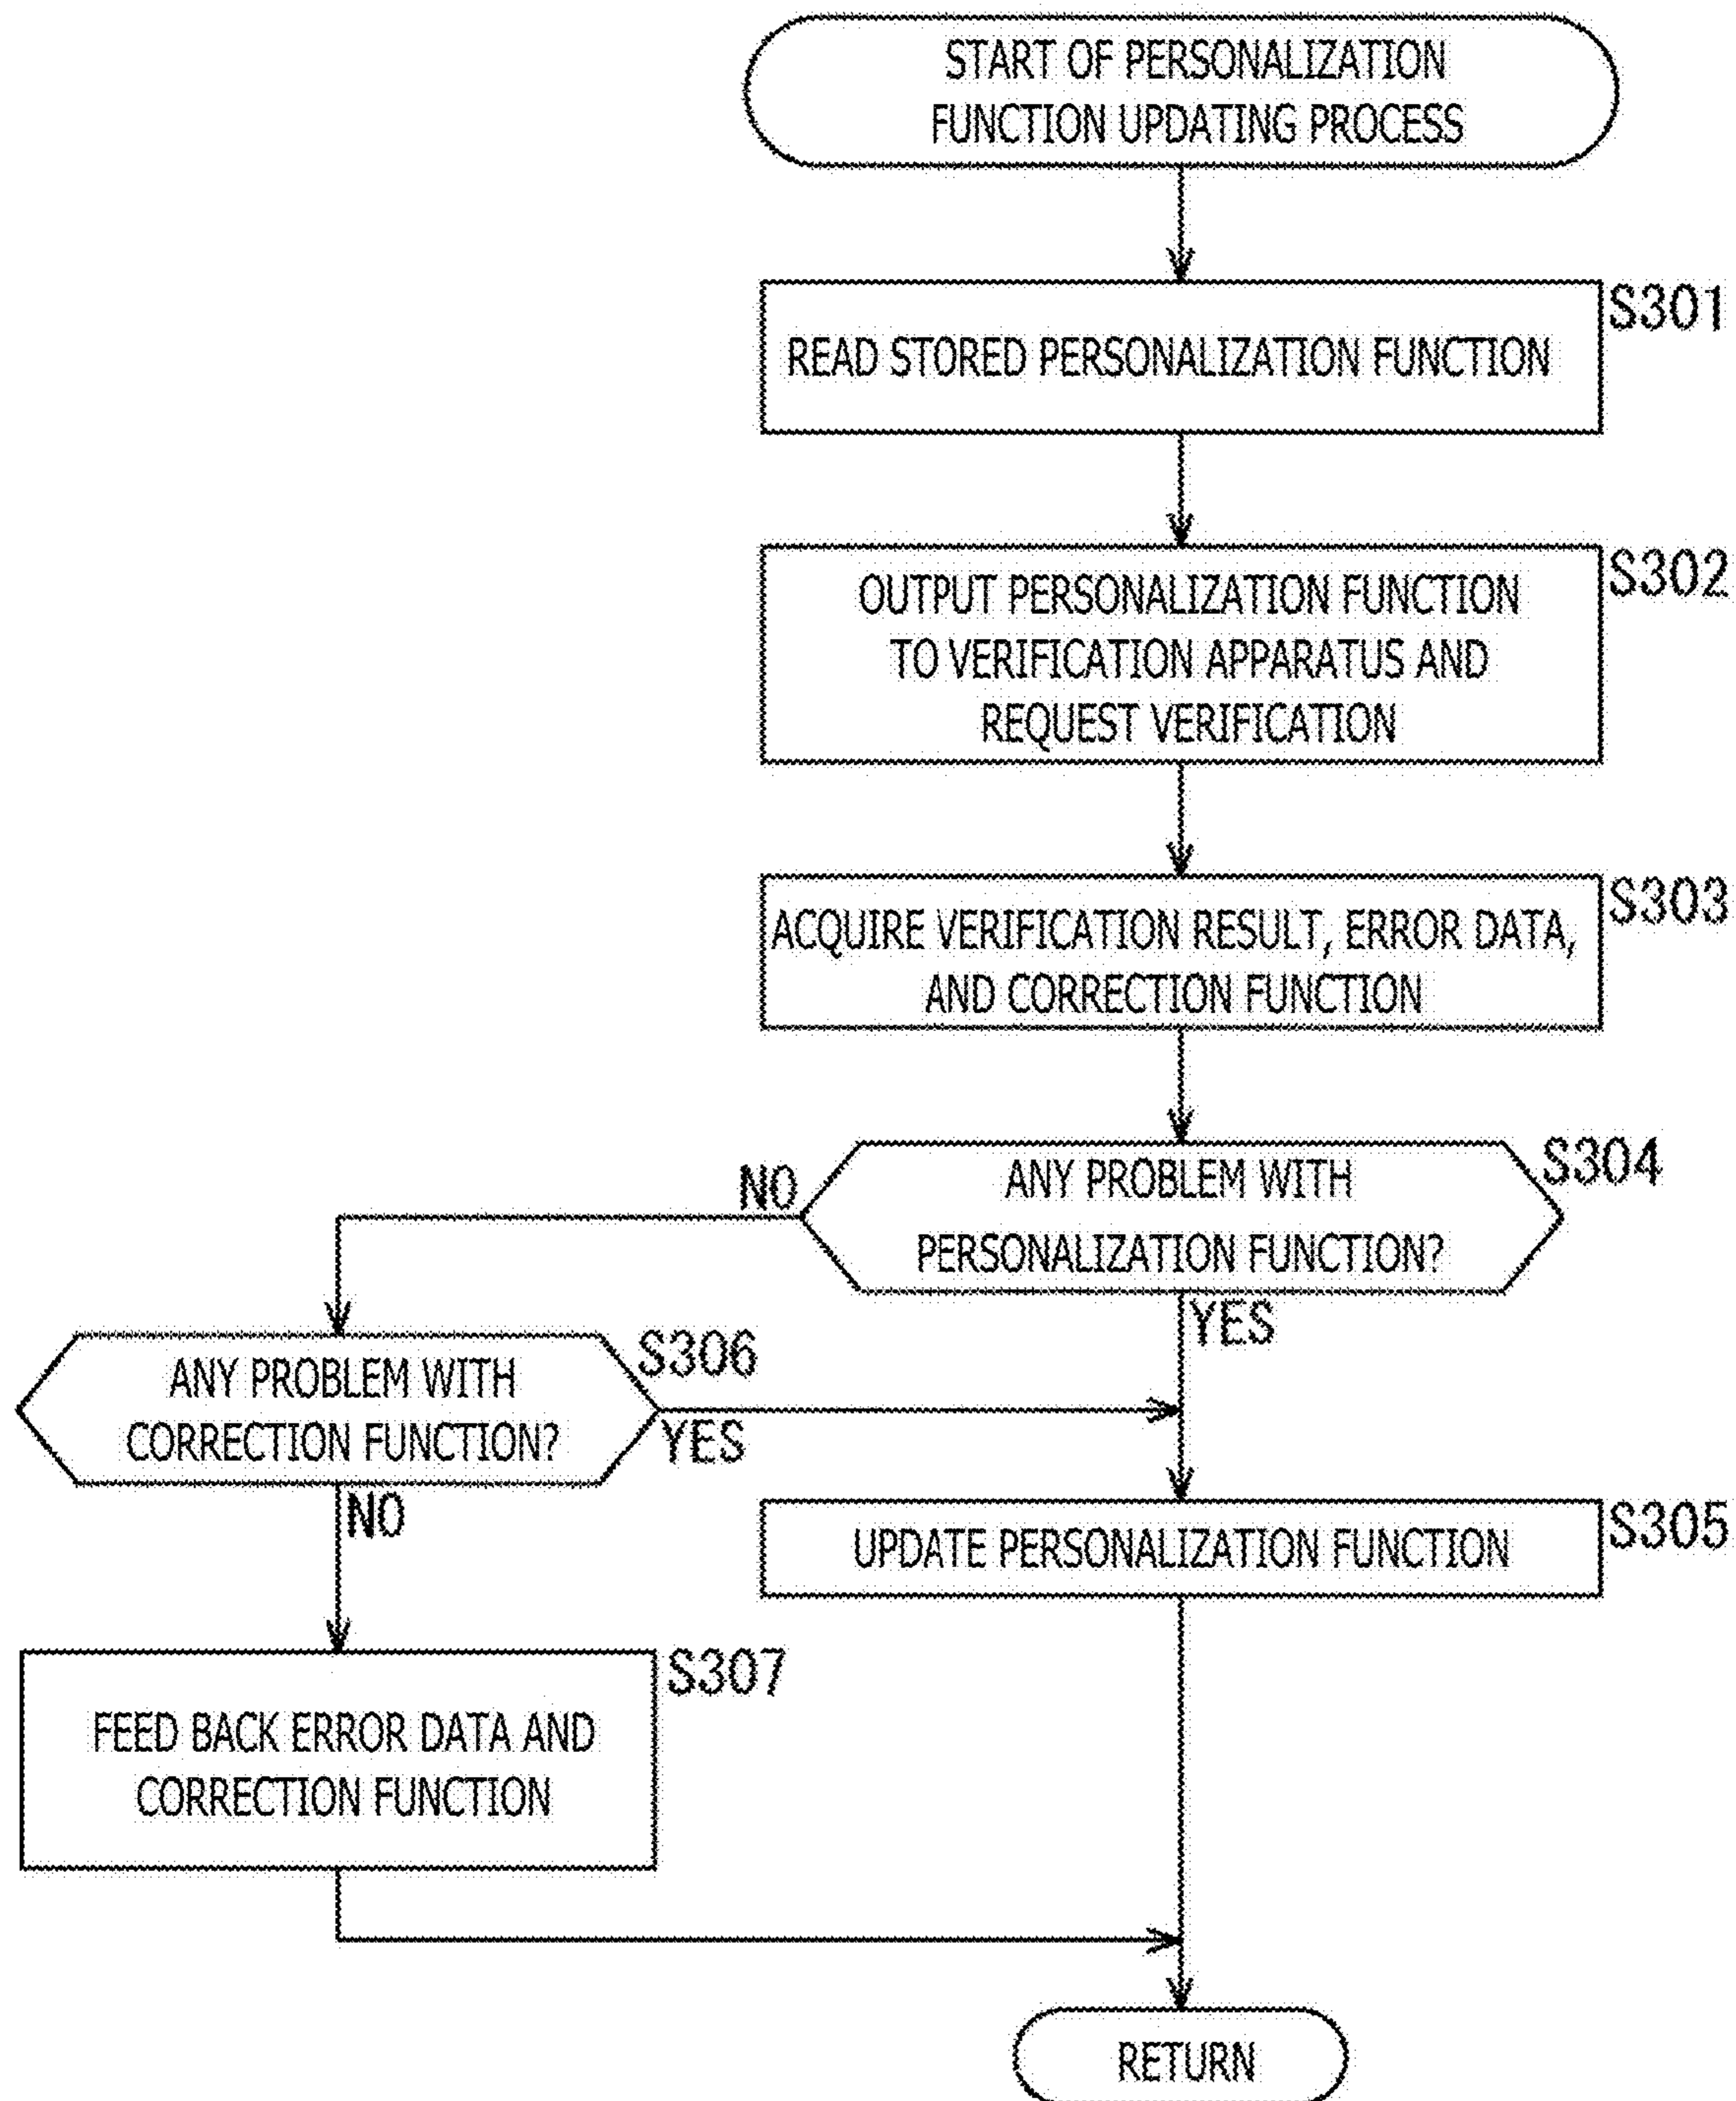 START OF PERSONALIZATION
FUNCTION UPDATING PROCESS
S301
READ STORED PERSONALIZATION FUNCTION
S302
OUTPUT PERSONALIZATION FUNCTION
TO VERIFICATION APPARATUS AND
REQUEST VERIFICATION
S303
ACQUIRE VERIFICATION RESULT, ERROR DATA,
AND CORRECTION FUNCTION
S304
ANY PROBLEM WITH
PERSONALIZATION FUNCTION?
NO
YES
S306
ANY PROBLEM WITH
CORRECTION FUNCTION?
YES
NO
S305
UPDATE PERSONALIZATION FUNCTION
S307
FEED BACK ERROR DATA AND
CORRECTION FUNCTION
RETURN